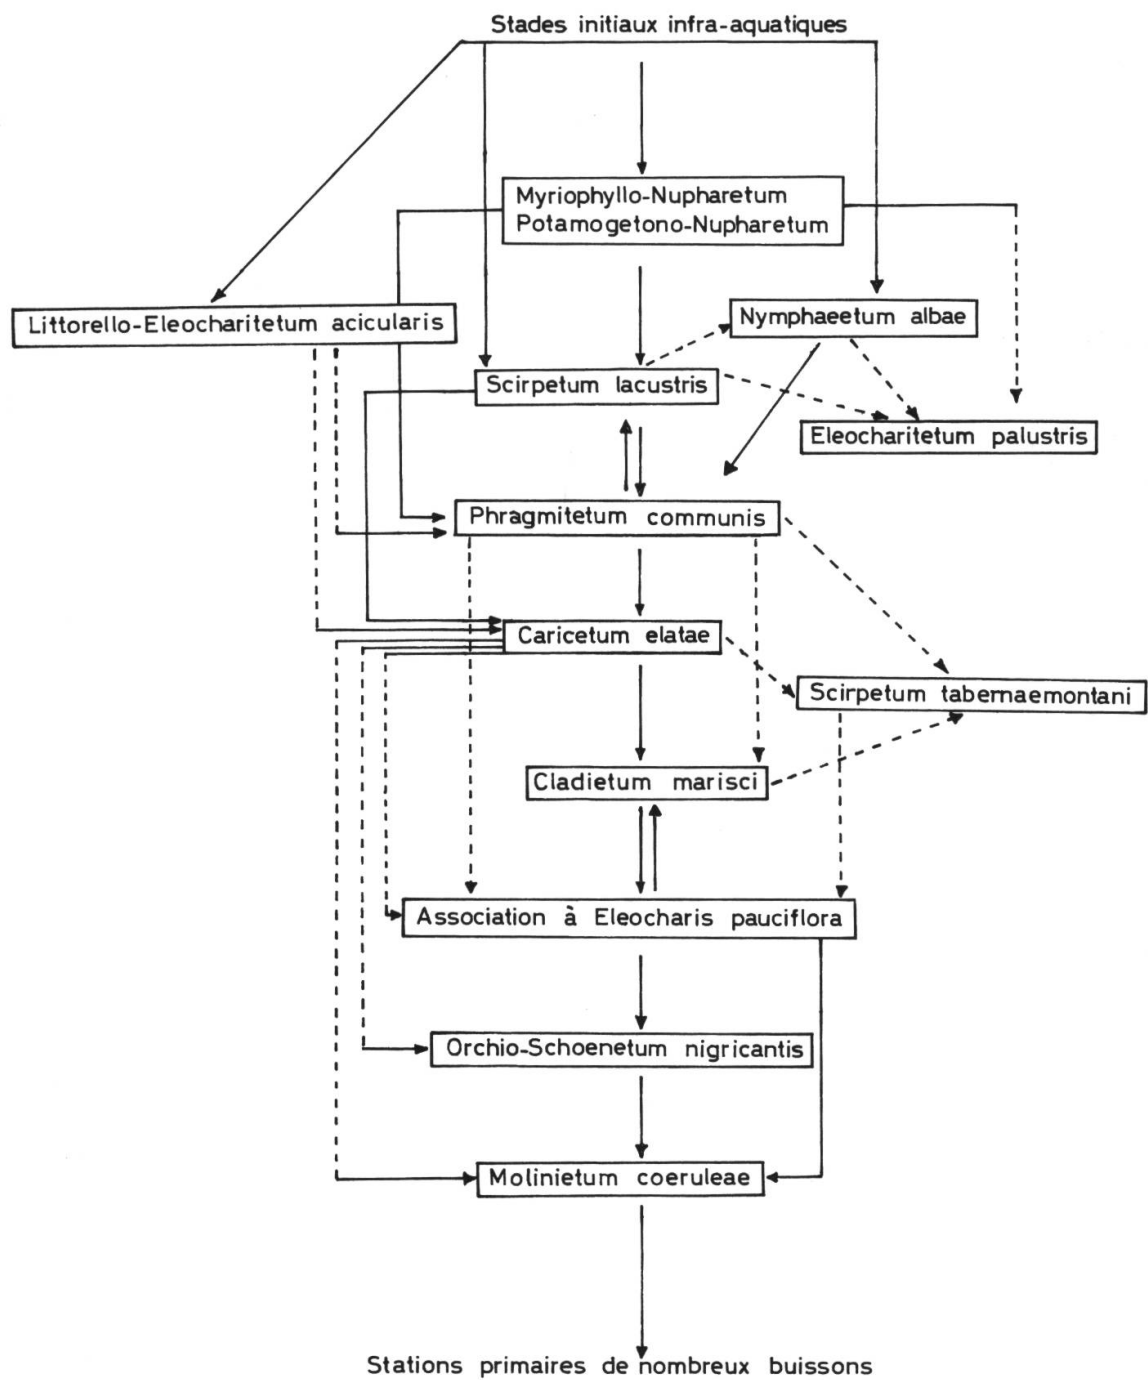 Stades initiaux infra-aquatiques
Myriophyllo-Nupharetum
Potamogetono-Nupharetum
Littorello-Eleocharitetum acicularis
Nymphaeetum albae
Scirpetum lacustris
Eleocharitetum palustris
Phragmitetum communis
Caricetum elatae
Scirpetum tabernaemontani
Cladietum marisci
Association à Eleocharis pauciflora
Orchio-Schoenetum nigricantis
Molinietum coeruleae
Stations primaires de nombreux buissons